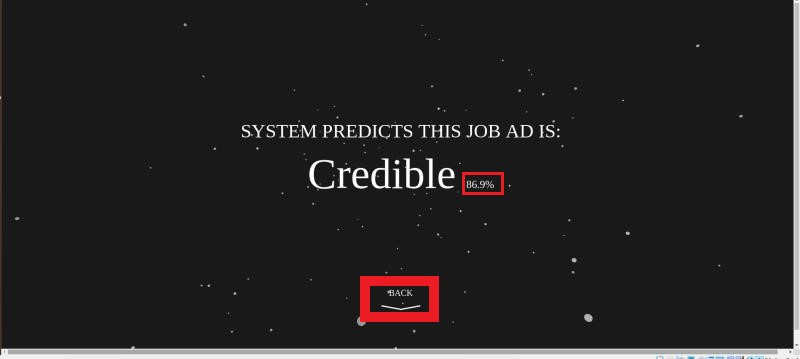 SYSTEM PREDICTS THIS JOB AD IS:
Credible 86.9%
BACK